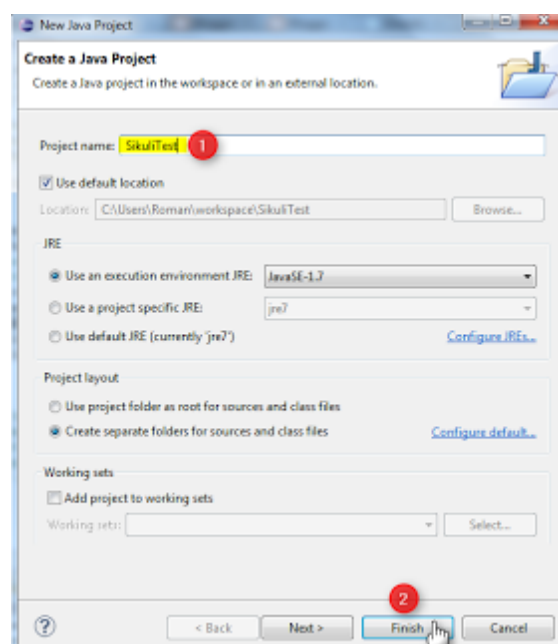 New Java Project
Create a Java Project
Create a Java project in the workspace or in an external location.
Project name: SikuliTest 1
Use default location
Location: C:\Users\Roman\workspace\SikuliTest Browse...
JRE
Use an execution environment JRE: JavaSE-1.7
Use a project specific JRE: jre7
Use default JRE (currently 'jre7') Configure JREs...
Project layout
Use project folder as root for sources and class files
Create separate folders for sources and class files Configure default...
Working sets
Add project to working sets
Working sets: Select...
2
? < Back Next > Finish Cancel